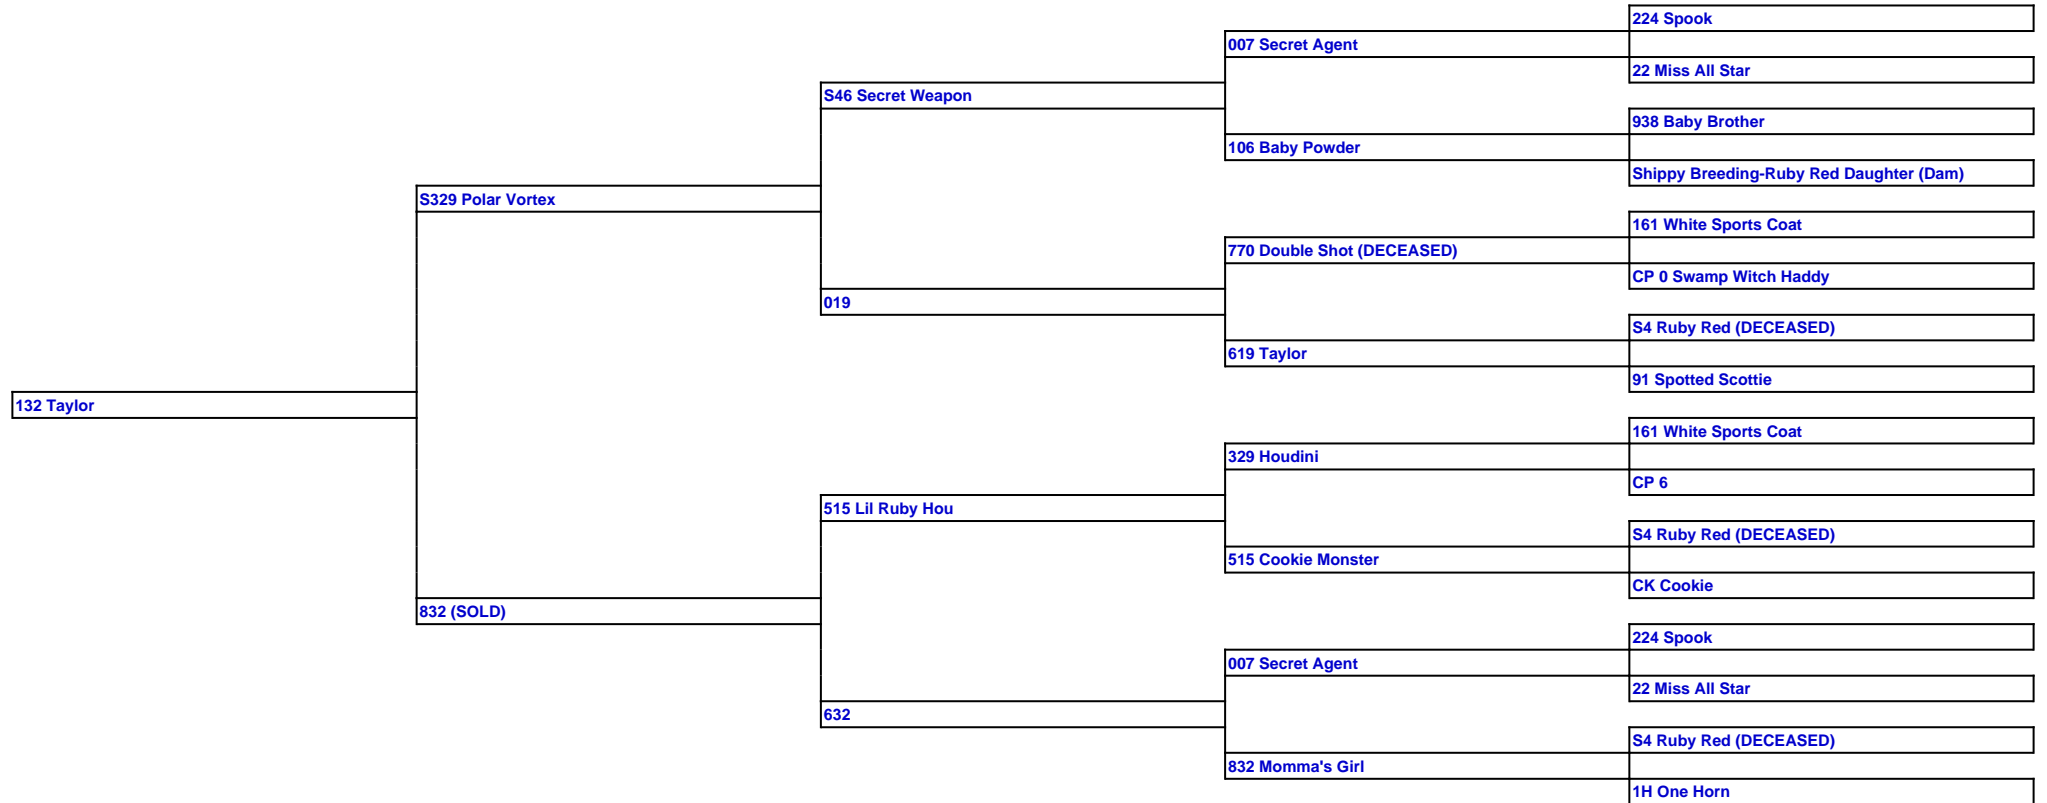 224 Spook
007 Secret Agent
22 Miss All Star
S46 Secret Weapon
938 Baby Brother
106 Baby Powder
Shippy Breeding-Ruby Red Daughter (Dam)
S329 Polar Vortex
161 White Sports Coat
770 Double Shot (DECEASED)
CP 0 Swamp Witch Haddy
019
S4 Ruby Red (DECEASED)
619 Taylor
91 Spotted Scottie
132 Taylor
161 White Sports Coat
329 Houdini
CP 6
515 Lil Ruby Hou
S4 Ruby Red (DECEASED)
515 Cookie Monster
CK Cookie
832 (SOLD)
224 Spook
007 Secret Agent
22 Miss All Star
632
S4 Ruby Red (DECEASED)
832 Momma's Girl
1H One Horn